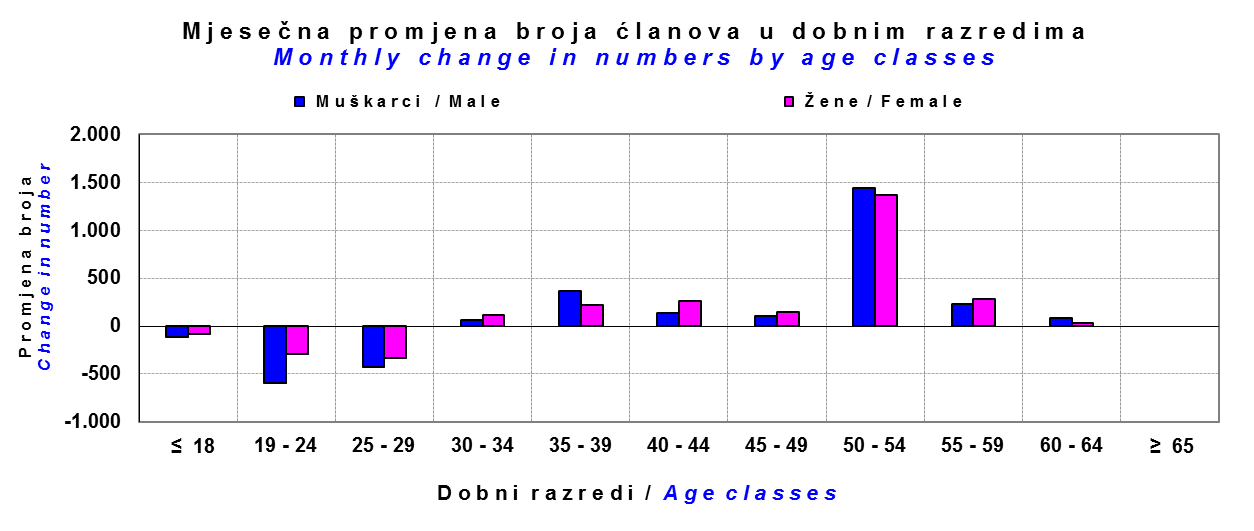 Mjesečna promjena broja ćlanova u dobnim razredima
Monthly change in numbers by age classes
Muškarci / Male
Žene / Female
Promjena broja
Change in number
2.000
1.500
1.000
500
0
-500
-1.000
≤ 18
19 - 24
25 - 29
30 - 34
35 - 39
40 - 44
45 - 49
50 - 54
55 - 59
60 - 64
≥ 65
Dobni razredi / Age classes